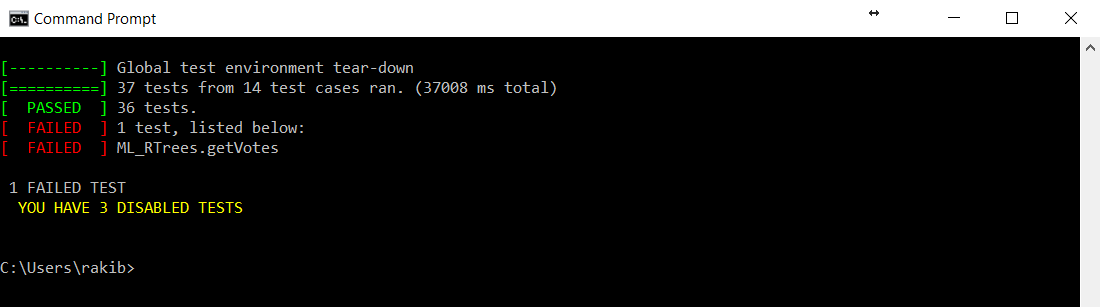 Command Prompt
[----------] Global test environment tear-down
[==========] 37 tests from 14 test cases ran. (37008 ms total)
[  PASSED  ] 36 tests.
[  FAILED  ] 1 test, listed below:
[  FAILED  ] ML_RTrees.getVotes
1 FAILED TEST
YOU HAVE 3 DISABLED TESTS
C:\Users\rakib>